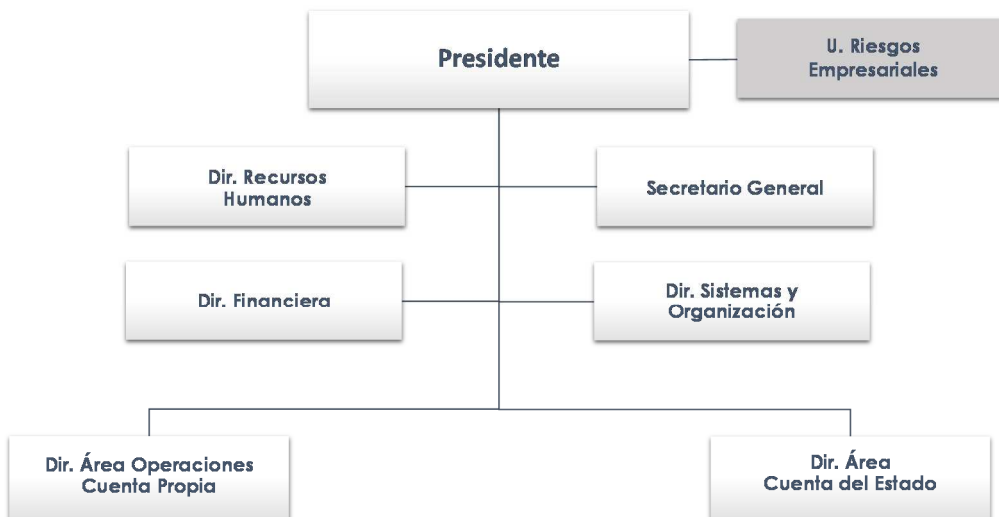 Presidente
U. Riesgos
Empresariales
Dir. Recursos
Humanos
Secretario General
Dir. Financiera
Dir. Sistemas y
Organización
Dir. Área Operaciones
Cuenta Propia
Dir. Área
Cuenta del Estado